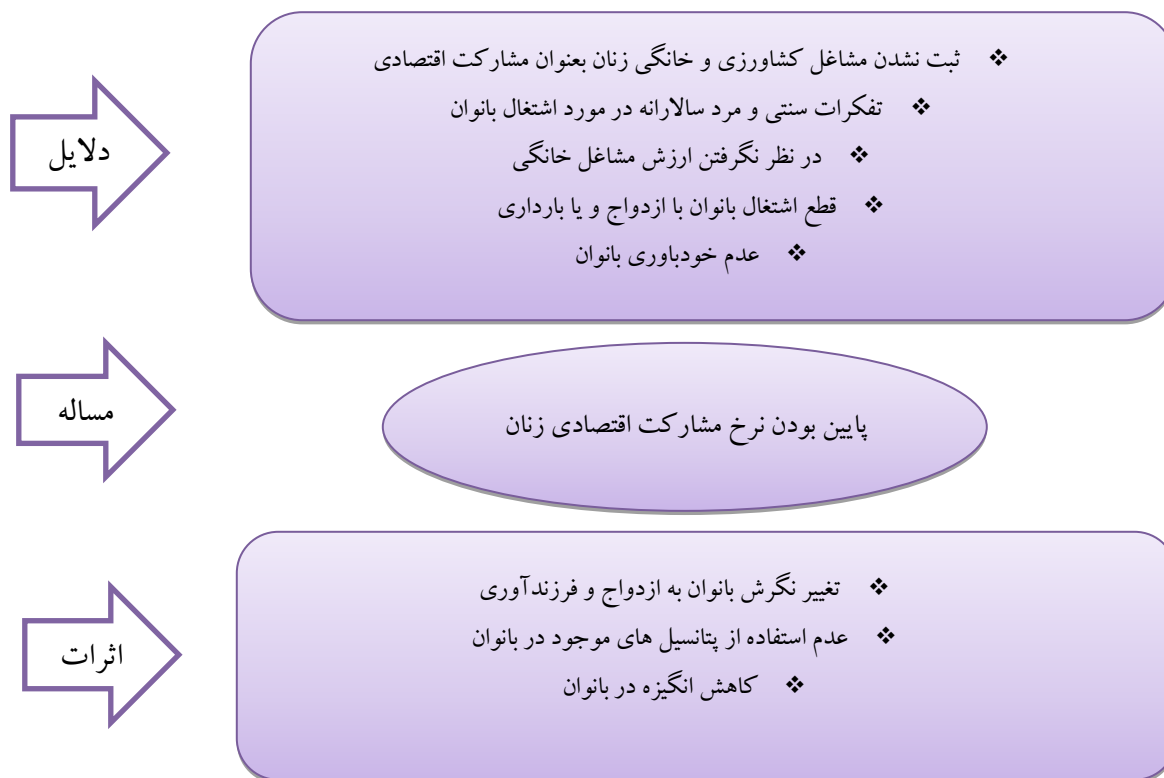 ❖ ثبت نشدن مشاغل کشاورزی و خانگی زنان بعنوان مشارکت اقتصادی
❖ تفکرات سنتی و مرد سالارانه در مورد اشتغال بانوان
دلایل
❖ در نظر نگرفتن ارزش مشاغل خانگی
❖ قطع اشتغال بانوان با ازدواج و یا بارداری
❖ عدم خودباوری بانوان
مساله
پایین بودن نرخ مشارکت اقتصادی زنان
❖ تغییر نگرش بانوان به ازدواج و فرزندآوری
❖ عدم استفاده از پتانسیل های موجود در بانوان
اثرات
❖ کاهش انگیزه در بانوان